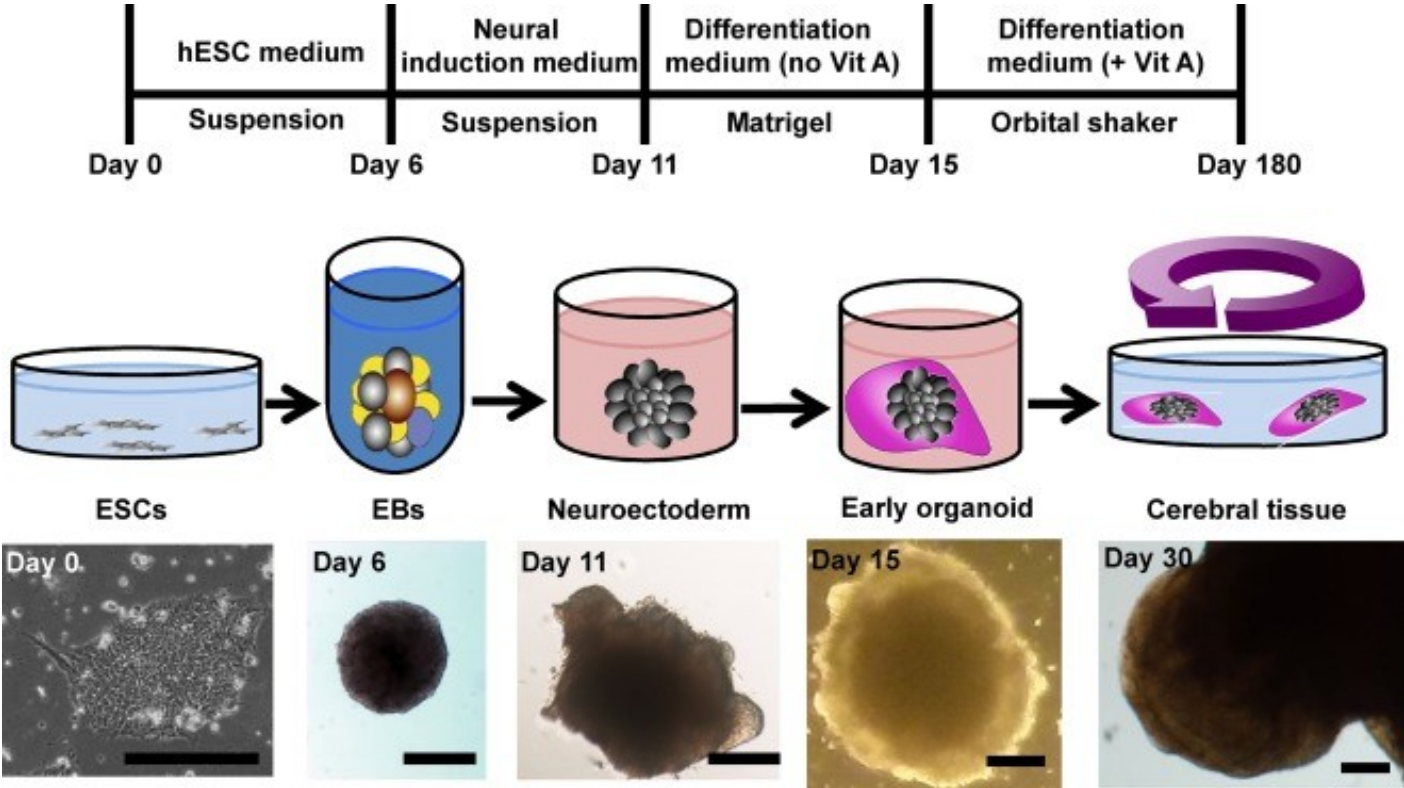 hESC medium
Neural
induction medium
Differentiation
medium (no Vit A)
Differentiation
medium (+ Vit A)
Suspension
Suspension
Matrigel
Orbital shaker
Day 0
Day 6
Day 11
Day 15
Day 180
ESCs
EBs
Neuroectoderm
Early organoid
Cerebral tissue
Day 0
Day 6
Day 11
Day 15
Day 30